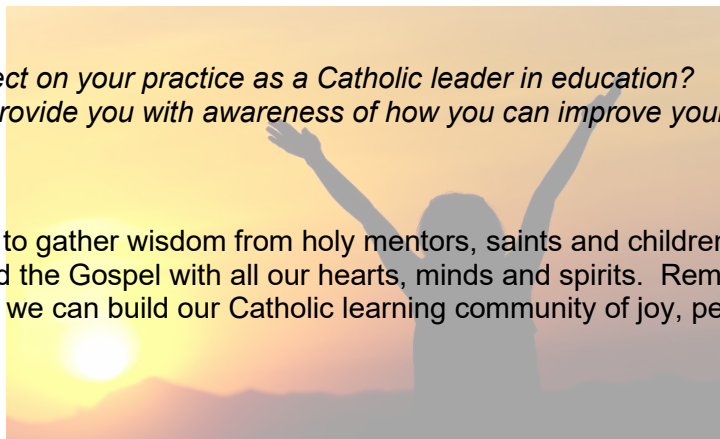 ect on your practice as a Catholic leader in education?
rovide you with awareness of how you can improve your
to gather wisdom from holy mentors, saints and children
d the Gospel with all our hearts, minds and spirits.  Rem
we can build our Catholic learning community of joy, pe